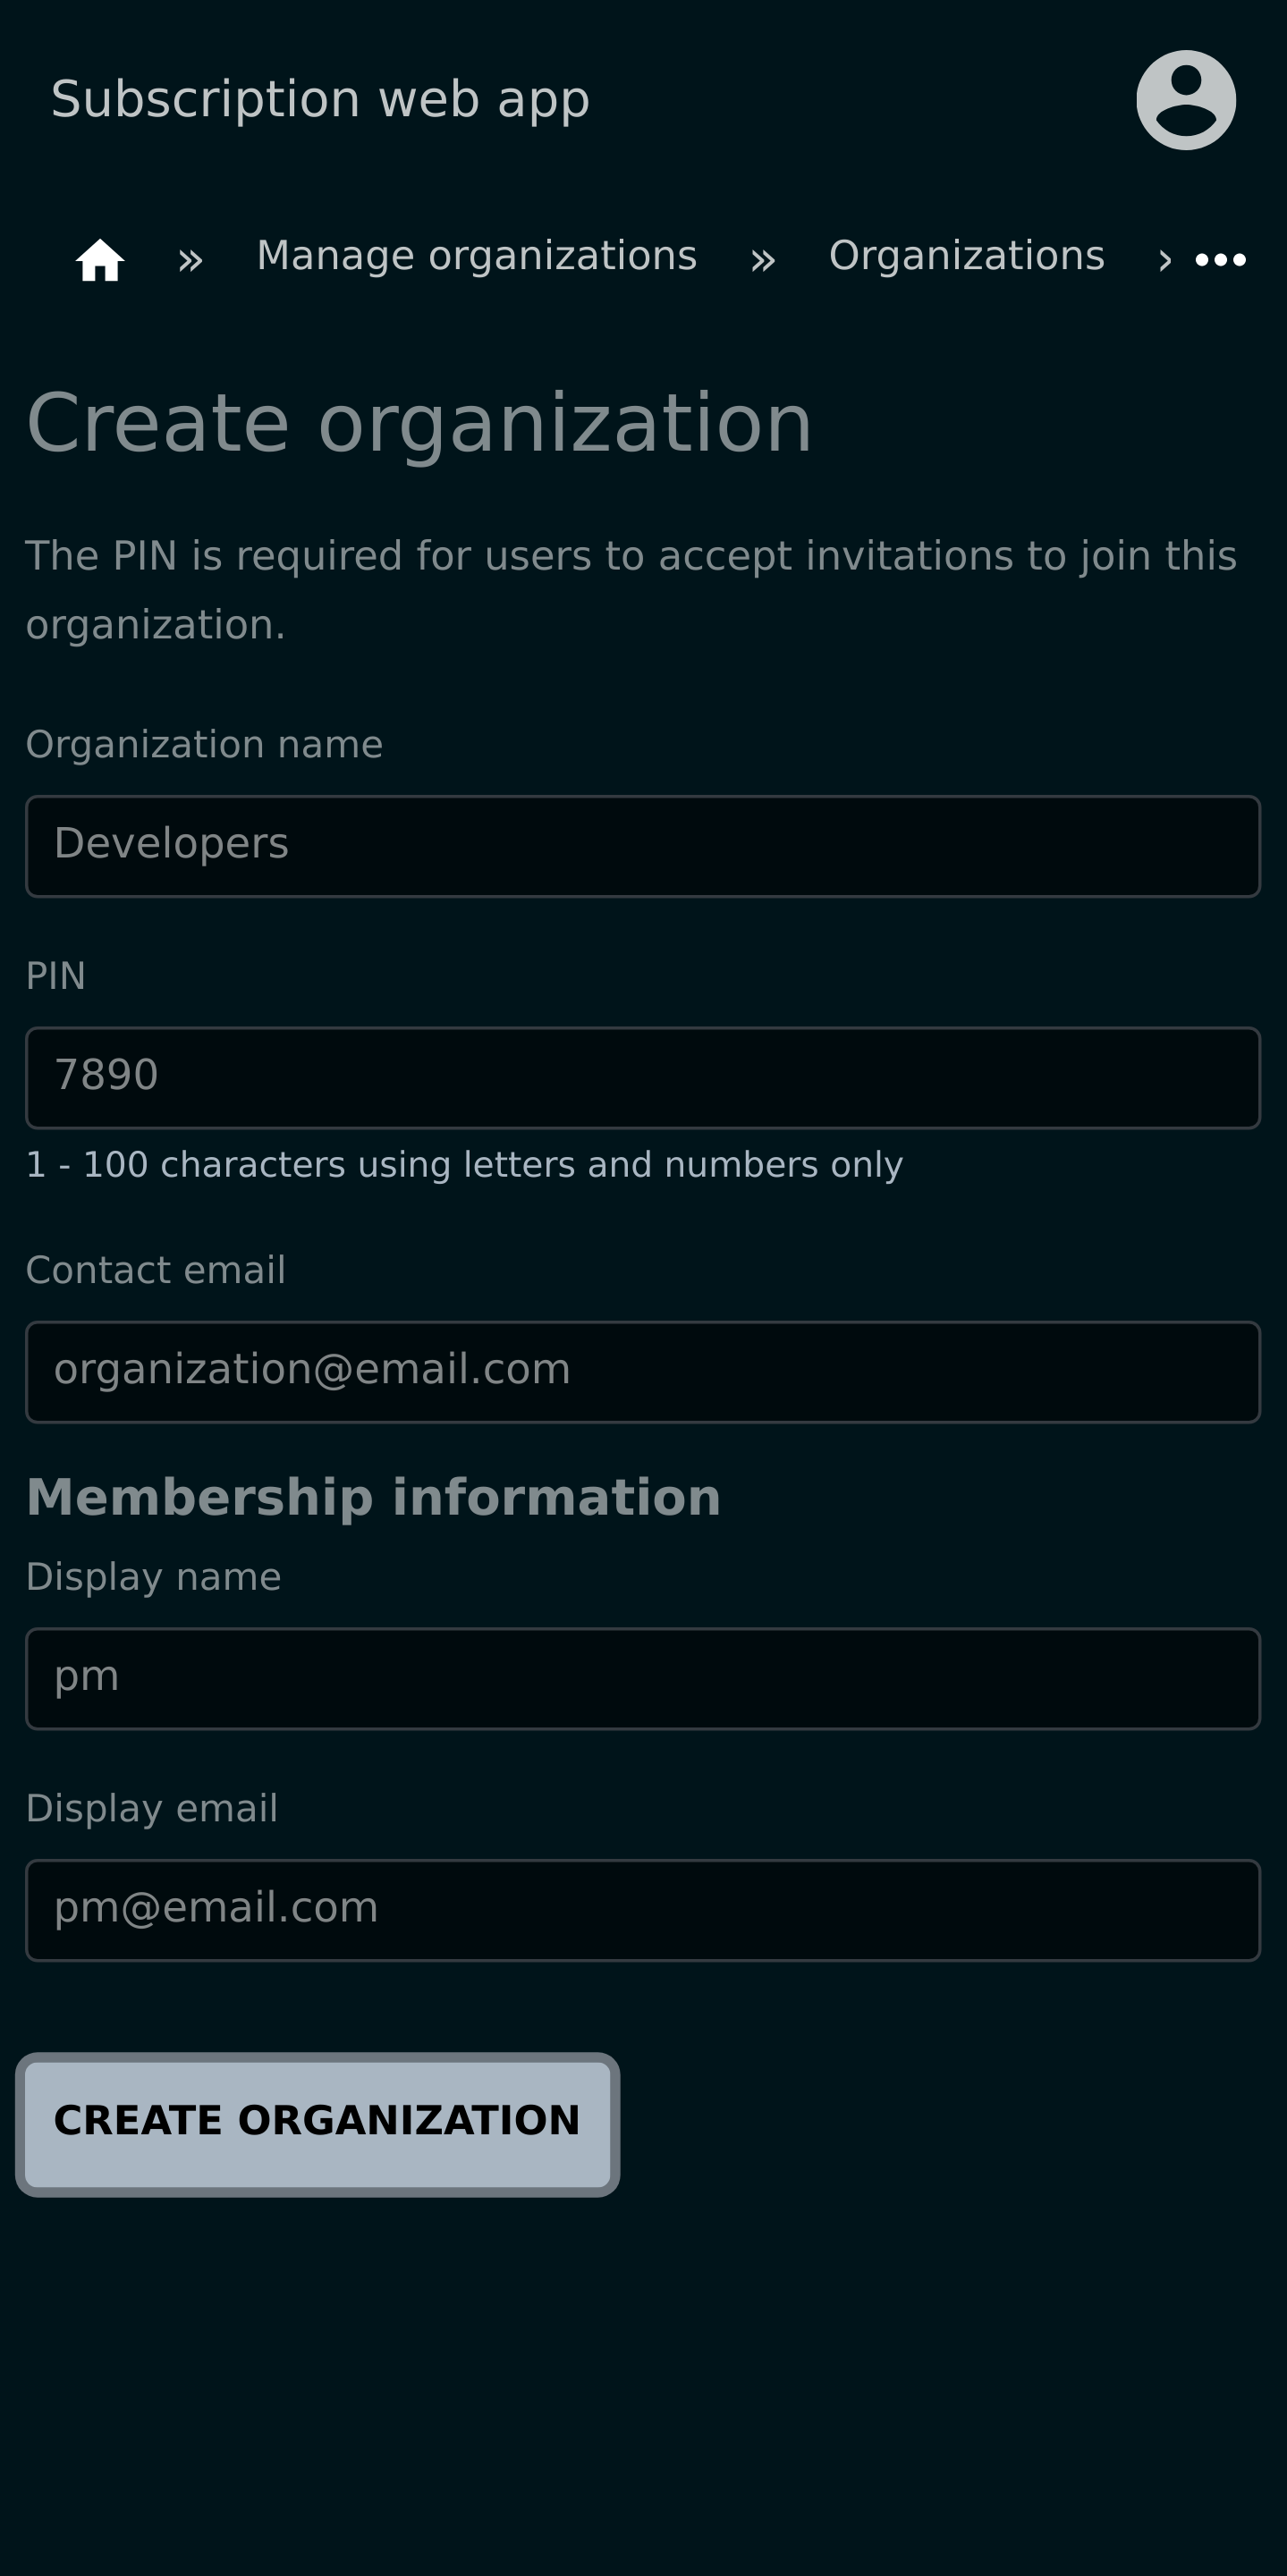 Subscription web app
» Manage organizations » Organizations ›
Create organization
The PIN is required for users to accept invitations to join this
organization.
Organization name
Developers
PIN
7890
1 - 100 characters using letters and numbers only
Contact email
organization@email.com
Membership information
Display name
pm
Display email
pm@email.com
CREATE ORGANIZATION